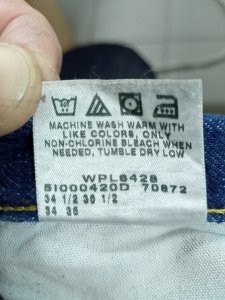 MACHINE WASH WARM WITH
LIKE COLORS, ONLY
NON-CHLORINE BLEACH WHEN
NEEDED, TUMBLE DRY LOW
WPL6428
51000420D 70872
34 1/2 36 1/2
34 36